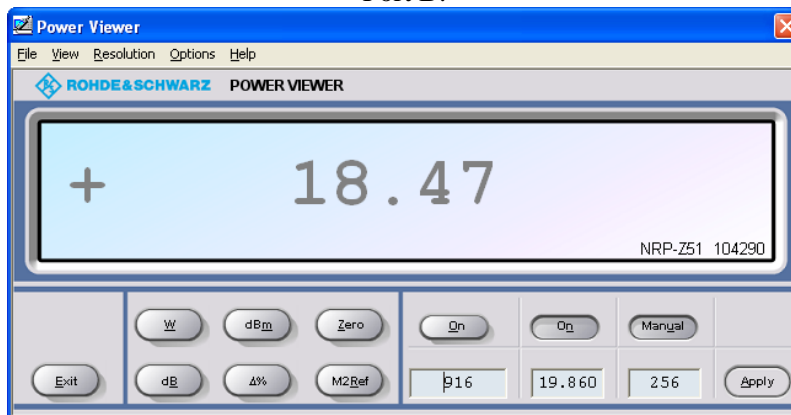 Power Viewer
File View Resolution Options Help
ROHDE&SCHWARZ POWER VIEWER
+ 18.47
NRP-Z51 104290
W dBm Zero On On Manual
Exit dB Δ% M2Ref 916 19.860 256 Apply